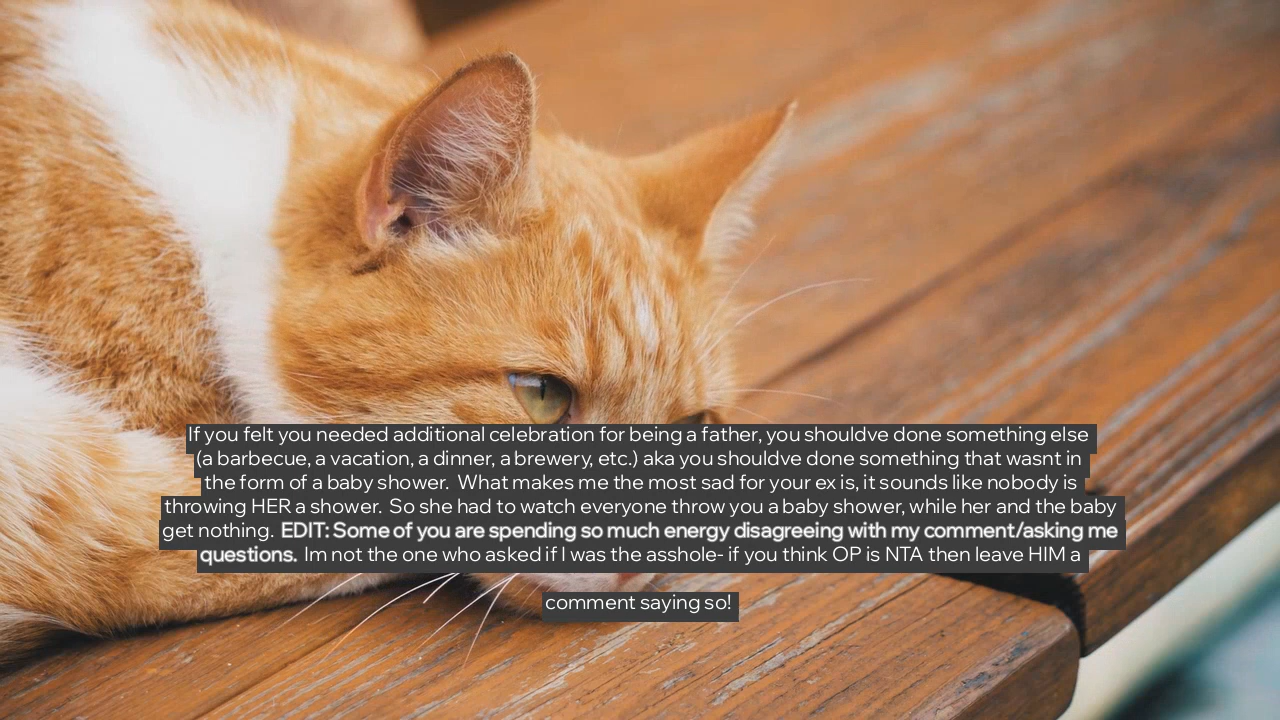 If you felt you needed additional celebration for being a father, you shouldve done something else
(a barbecue, a vacation, a dinner, a brewery, etc.) aka you shouldve done something that wasnt in
the form of a baby shower. What makes me the most sad for your ex is, it sounds like nobody is
throwing HER a shower. So she had to watch everyone throw you a baby shower, while her and the baby
get nothing. EDIT: Some of you are spending so much energy disagreeing with my comment/asking me
questions. Im not the one who asked if I was the asshole- if you think OP is NTA then leave HIM a
comment saying so!